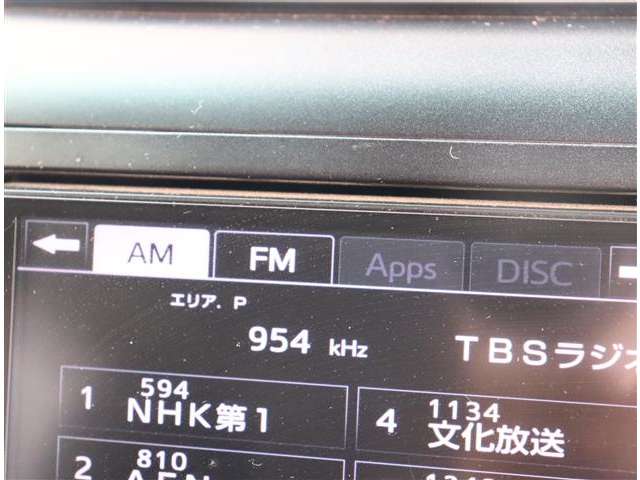 AM FM Apps DISC
エリア. P
954 kHz TBSラジオ
1 594 NHK第1
4 1134 文化放送
2 810